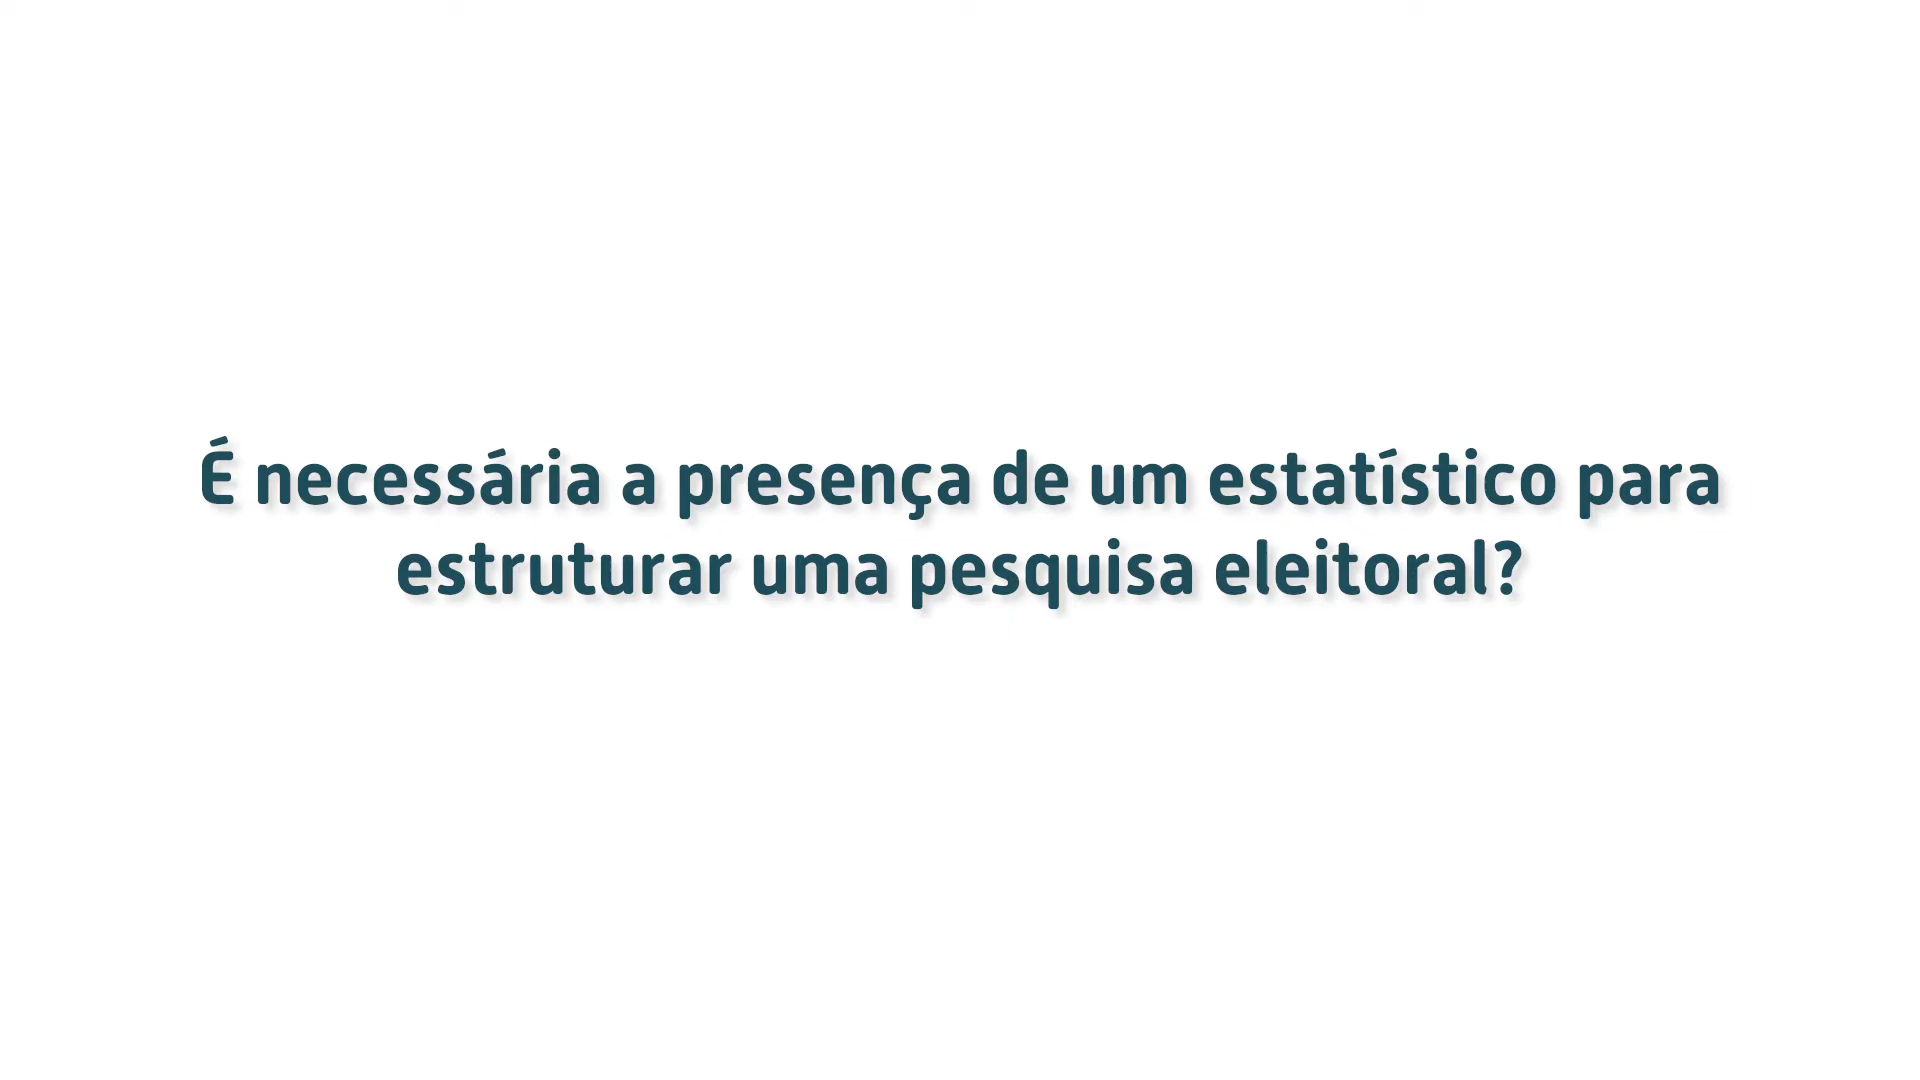 É necessária a presença de um estatístico para
estruturar uma pesquisa eleitoral?